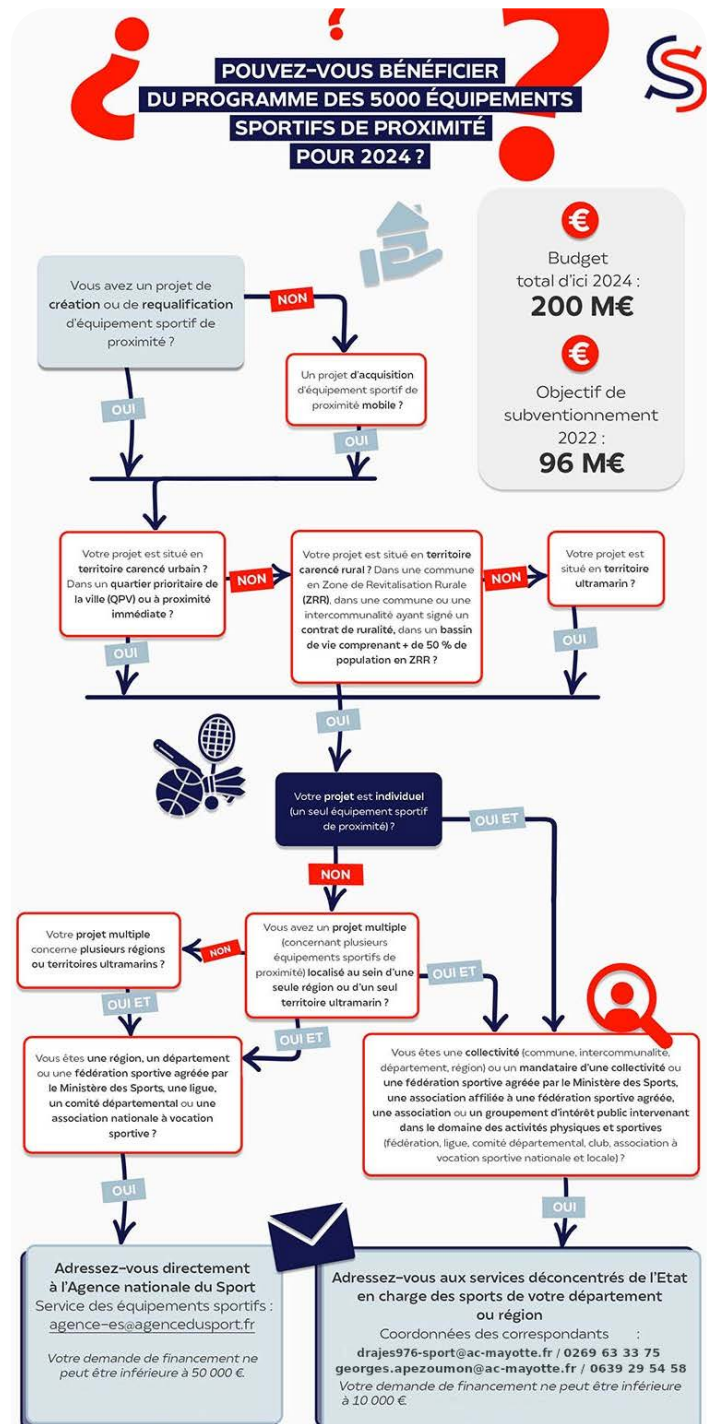 POUVEZ-VOUS BÉNÉFICIER
DU PROGRAMME DES 5000 ÉQUIPEMENTS
SPORTIFS DE PROXIMITÉ
POUR 2024 ?
€
Budget
total d'ici 2024 :
200 M€
€
Objectif de
subventionnement
2022 :
96 M€
Vous avez un projet de
création ou de requalification
d'équipement sportif de
proximité ?
NON
Un projet d'acquisition
d'équipement sportif de
proximité mobile ?
OUI
OUI
Votre projet est situé en
territoire carencé urbain ?
Dans un quartier prioritaire de
la ville (QPV) ou à proximité
immédiate ?
NON
Votre projet est situé en territoire
carencé rural ? Dans une commune
en Zone de Revitalisation Rurale
(ZRR), dans une commune ou une
intercommunalité ayant signé un
contrat de ruralité, dans un bassin
de vie comprenant + de 50 % de
population en ZRR ?
NON
Votre projet est
situé en territoire
ultramarin ?
OUI
OUI
OUI
Votre projet est individuel
(un seul équipement sportif
de proximité) ?
OUI ET
NON
Votre projet multiple
concerne plusieurs régions
ou territoires ultramarins ?
NON
Vous avez un projet multiple
(concernant plusieurs
équipements sportifs de
proximité) localisé au sein d'une
seule région ou d'un seul
territoire ultramarin ?
OUI ET
OUI ET
OUI ET
Vous êtes une région, un département
ou une fédération sportive agréée par
le Ministère des Sports, une ligue,
un comité départemental ou une
association nationale à vocation
sportive ?
Vous êtes une collectivité (commune, intercommunalité,
département, région) ou un mandataire d'une collectivité ou
une fédération sportive agréée par le Ministère des Sports,
une association affiliée à une fédération sportive agréée,
une association ou un groupement d'intérêt public intervenant
dans le domaine des activités physiques et sportives
(fédération, ligue, comité départemental, club, association à
vocation sportive nationale et locale) ?
OUI
OUI
Adressez-vous directement
à l'Agence nationale du Sport
Service des équipements sportifs :
agence-es@agencedusport.fr
Votre demande de financement ne
peut être inférieure à 50 000 €.
Adressez-vous aux services déconcentrés de l'Etat
en charge des sports de votre département
ou région
Coordonnées des correspondants :
drajes976-sport@ac-mayotte.fr / 0269 63 33 75
georges.apezoumon@ac-mayotte.fr / 0639 29 54 58
Votre demande de financement ne peut être inférieure
à 10 000 €.